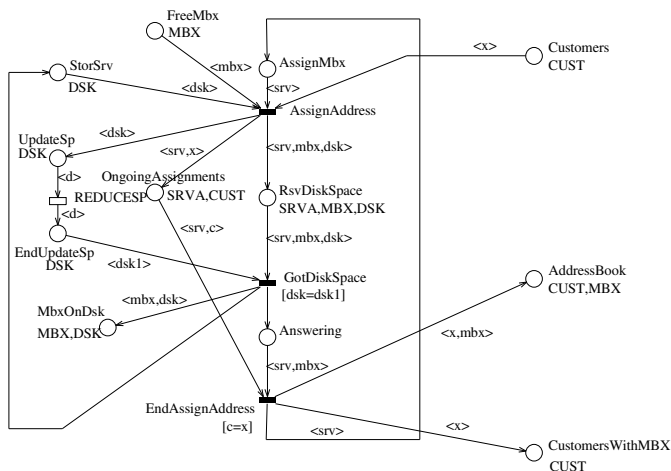 FreeMbx
MBX
<x>
Customers
CUST
StorSrv
DSK
<mbx>
AssignMbx
<dsk>
<srv>
AssignAddress
UpdateSp
DSK
<dsk>
<srv,x>
<srv,mbx,dsk>
<d>
OngoingAssignments
SRVA,CUST
RsvDiskSpace
SRVA,MBX,DSK
REDUCESP
<d>
<srv,c>
<srv,mbx,dsk>
EndUpdateSp
DSK
<dsk1>
GotDiskSpace
[dsk=dsk1]
AddressBook
CUST,MBX
<mbx,dsk>
MbxOnDsk
MBX,DSK
Answering
<x,mbx>
<srv,mbx>
EndAssignAddress
[c=x]
<srv>
<x>
CustomersWithMBX
CUST